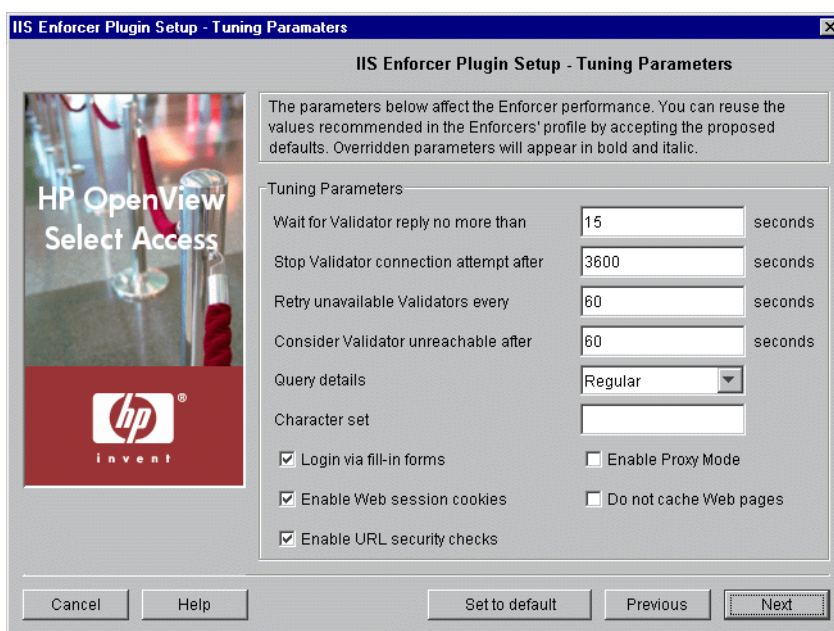 IIS Enforcer Plugin Setup - Tuning Paramaters
IIS Enforcer Plugin Setup - Tuning Parameters
HP OpenView
Select Access
hp
®
invent
The parameters below affect the Enforcer performance. You can reuse the
values recommended in the Enforcers' profile by accepting the proposed
defaults. Overridden parameters will appear in bold and italic.
Tuning Parameters
Wait for Validator reply no more than 15 seconds
Stop Validator connection attempt after 3600 seconds
Retry unavailable Validators every 60 seconds
Consider Validator unreachable after 60 seconds
Query details Regular
Character set
Login via fill-in forms Enable Proxy Mode
Enable Web session cookies Do not cache Web pages
Enable URL security checks
Cancel Help Set to default Previous Next